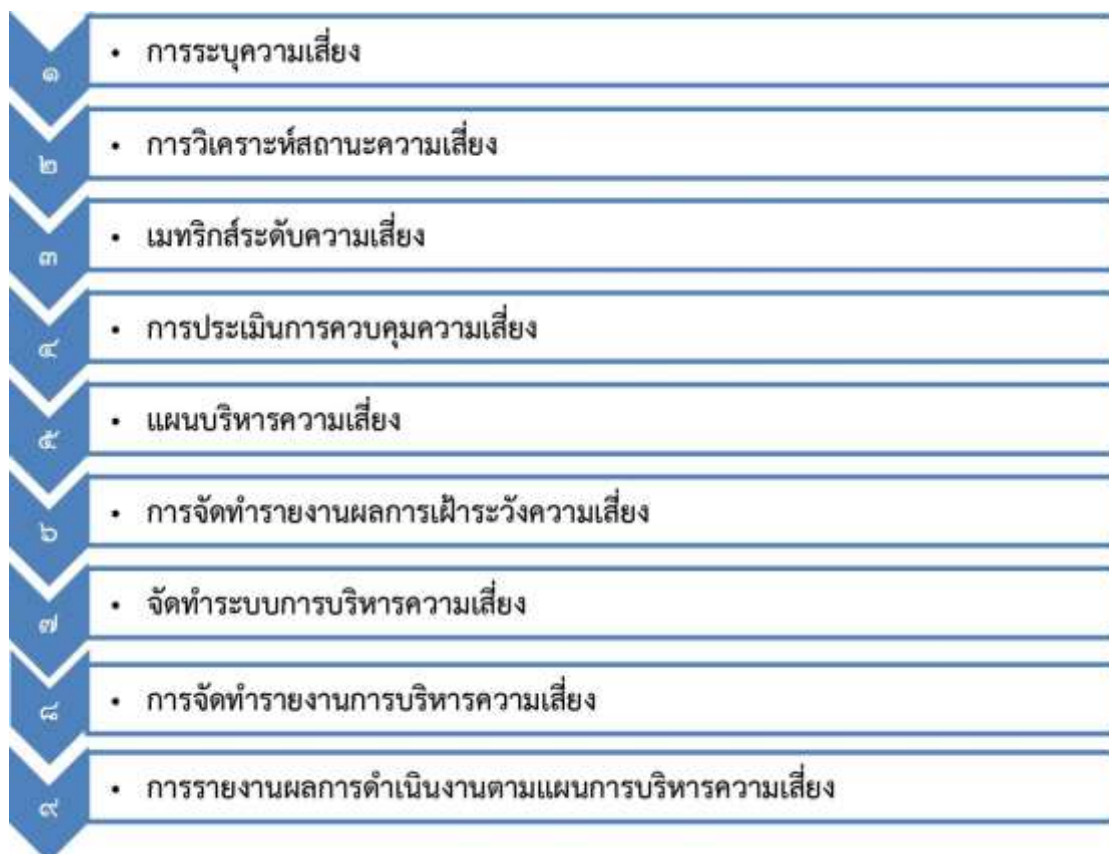 ๑
• การระบุความเสี่ยง
๒
• การวิเคราะห์สถานะความเสี่ยง
๓
• เมทริกส์ระดับความเสี่ยง
๔
• การประเมินการควบคุมความเสี่ยง
๕
• แผนบริหารความเสี่ยง
๖
• การจัดทำรายงานผลการเฝ้าระวังความเสี่ยง
๗
• จัดทำระบบการบริหารความเสี่ยง
๘
• การจัดทำรายงานการบริหารความเสี่ยง
๙
• การรายงานผลการดำเนินงานตามแผนการบริหารความเสี่ยง